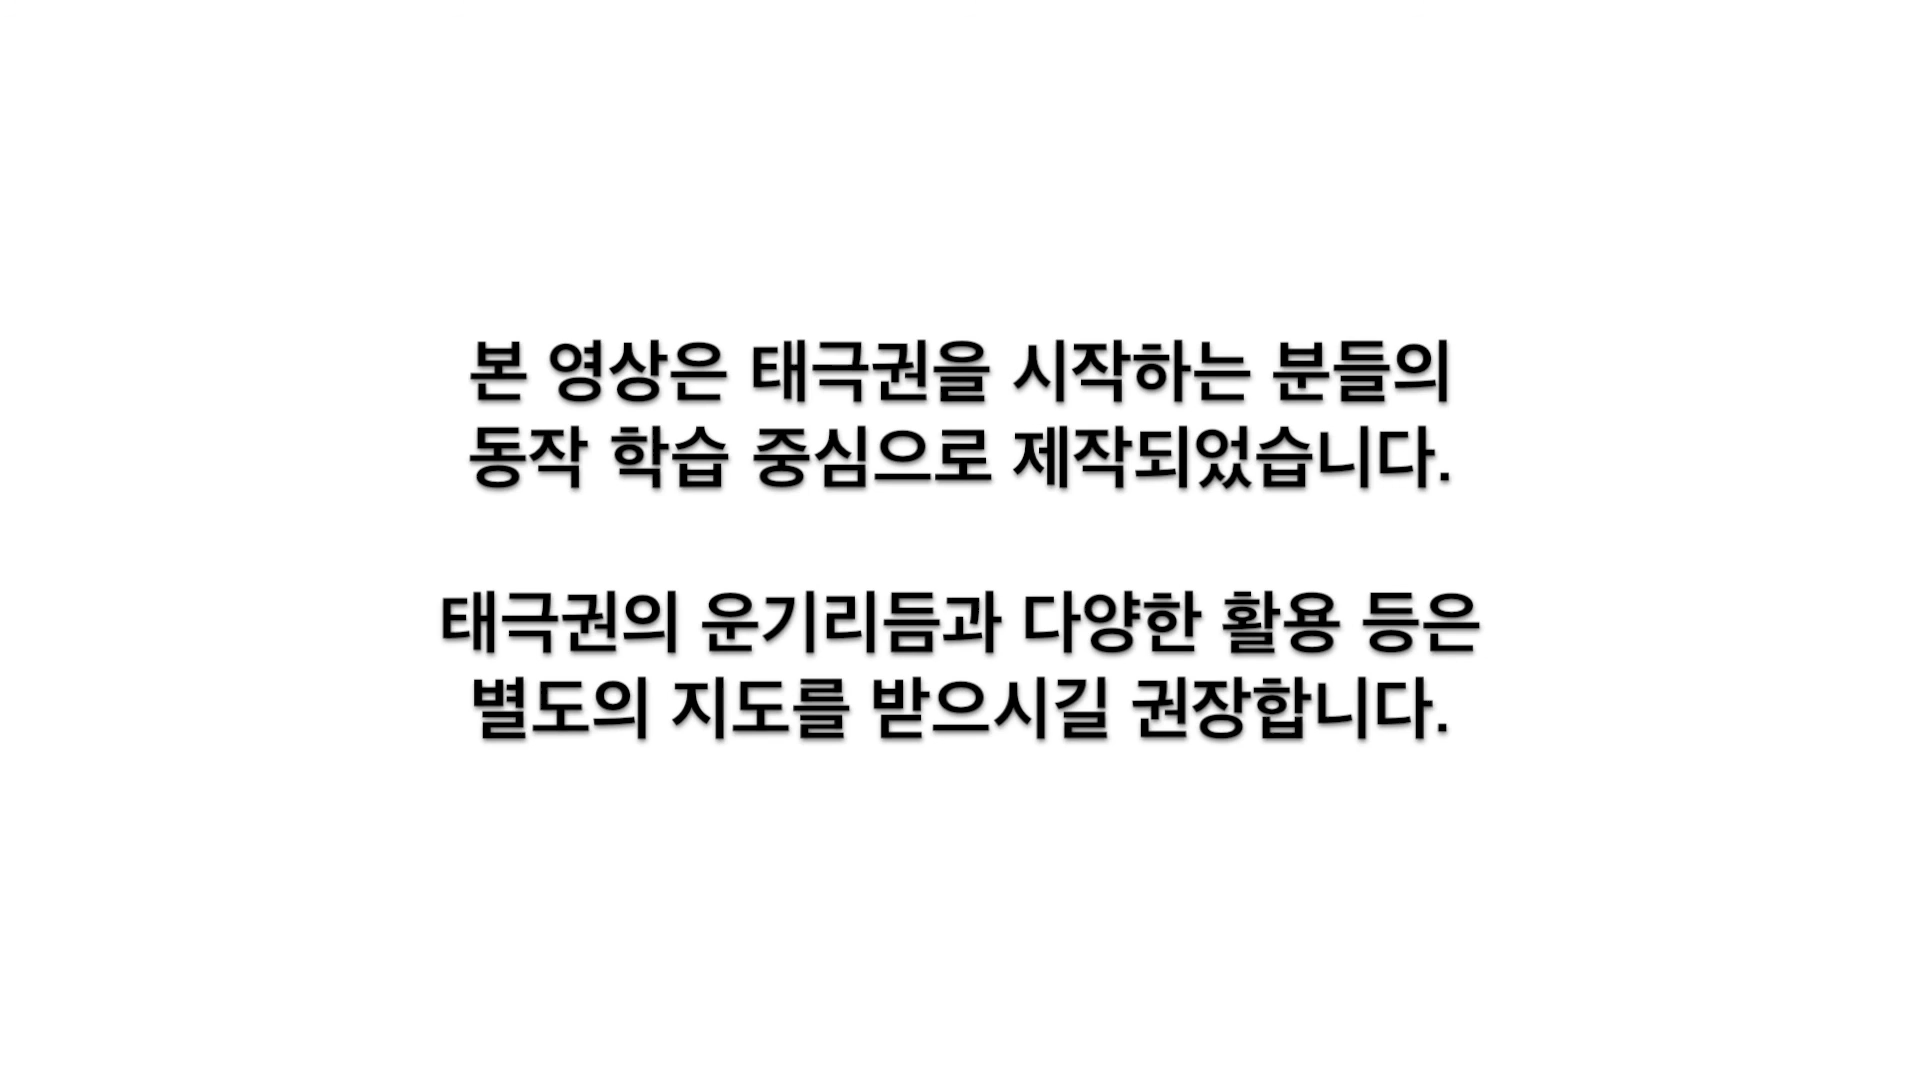 본 영상은 태극권을 시작하는 분들의
동작 학습 중심으로 제작되었습니다.
태극권의 운기리듬과 다양한 활용 등은
별도의 지도를 받으시길 권장합니다.